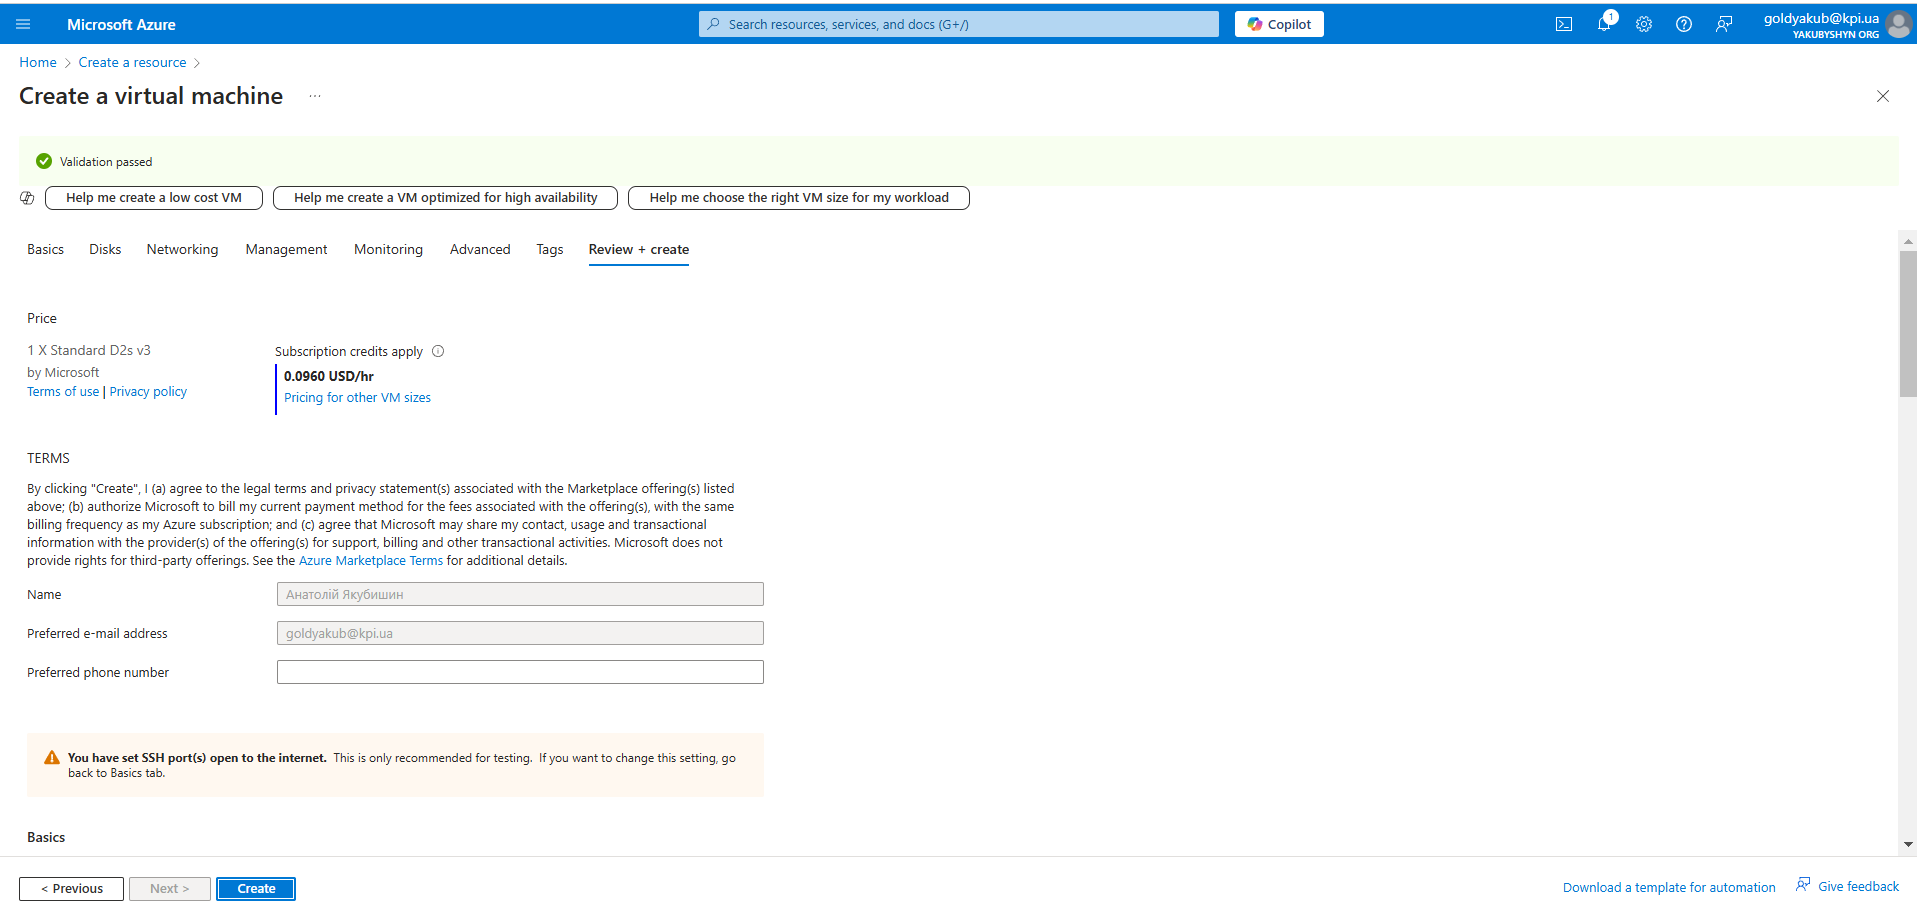 Microsoft Azure
Search resources, services, and docs (G+/)
Copilot
1
goldyakub@kpi.ua
YAKUBYSHYN ORG
Home > Create a resource >
Create a virtual machine ...
Validation passed
Help me create a low cost VM
Help me create a VM optimized for high availability
Help me choose the right VM size for my workload
Basics Disks Networking Management Monitoring Advanced Tags Review + create
Price
1 X Standard D2s v3
by Microsoft
Terms of use | Privacy policy
Subscription credits apply
0.0960 USD/hr
Pricing for other VM sizes
TERMS
By clicking "Create", I (a) agree to the legal terms and privacy statement(s) associated with the Marketplace offering(s) listed
above; (b) authorize Microsoft to bill my current payment method for the fees associated with the offering(s), with the same
billing frequency as my Azure subscription; and (c) agree that Microsoft may share my contact, usage and transactional
information with the provider(s) of the offering(s) for support, billing and other transactional activities. Microsoft does not
provide rights for third-party offerings. See the Azure Marketplace Terms for additional details.
Name
Анатолій Якубишин
Preferred e-mail address
goldyakub@kpi.ua
Preferred phone number
You have set SSH port(s) open to the internet. This is only recommended for testing. If you want to change this setting, go
back to Basics tab.
Basics
< Previous
Next >
Create
Download a template for automation
Give feedback